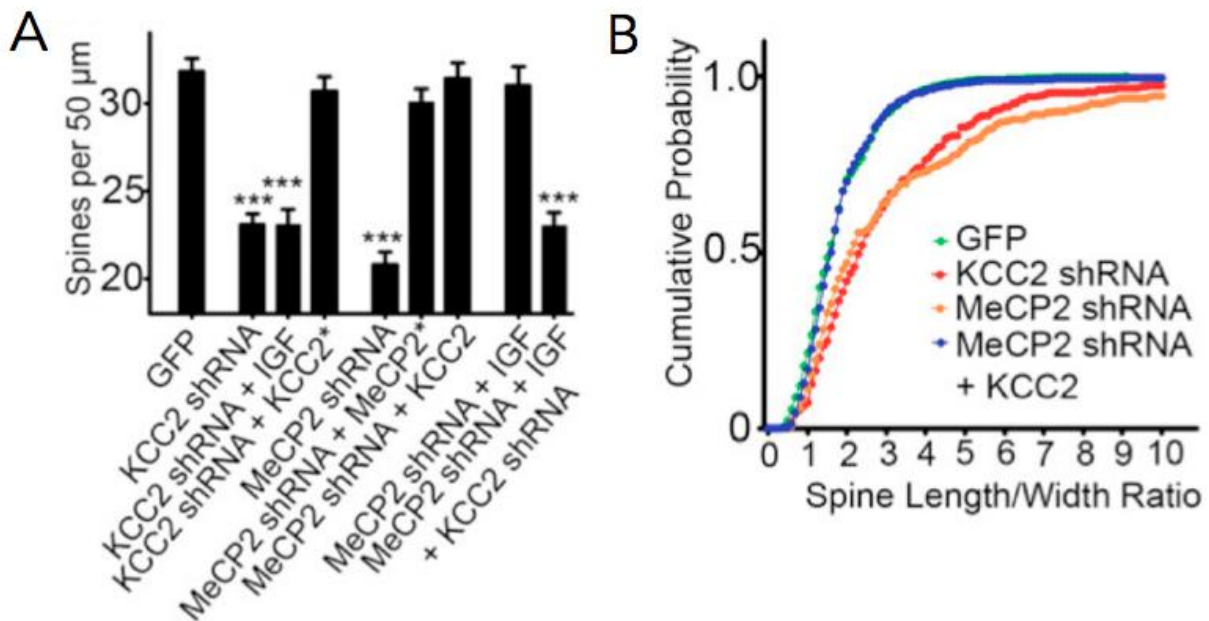 A
Spines per 50 µm
30
25
20
***
***
***
***
GFP
KCC2 shRNA
KCC2 shRNA + IGF
KCC2 shRNA + KCC2*
MeCP2 shRNA
MeCP2 shRNA + MeCP2*
MeCP2 shRNA + KCC2
MeCP2 shRNA + IGF
MeCP2 shRNA + IGF
+ KCC2 shRNA
B
Cumulative Probability
1.0
0.5
0
0 1 2 3 4 5 6 7 8 9 10
Spine Length/Width Ratio
GFP
KCC2 shRNA
MeCP2 shRNA
MeCP2 shRNA
+ KCC2